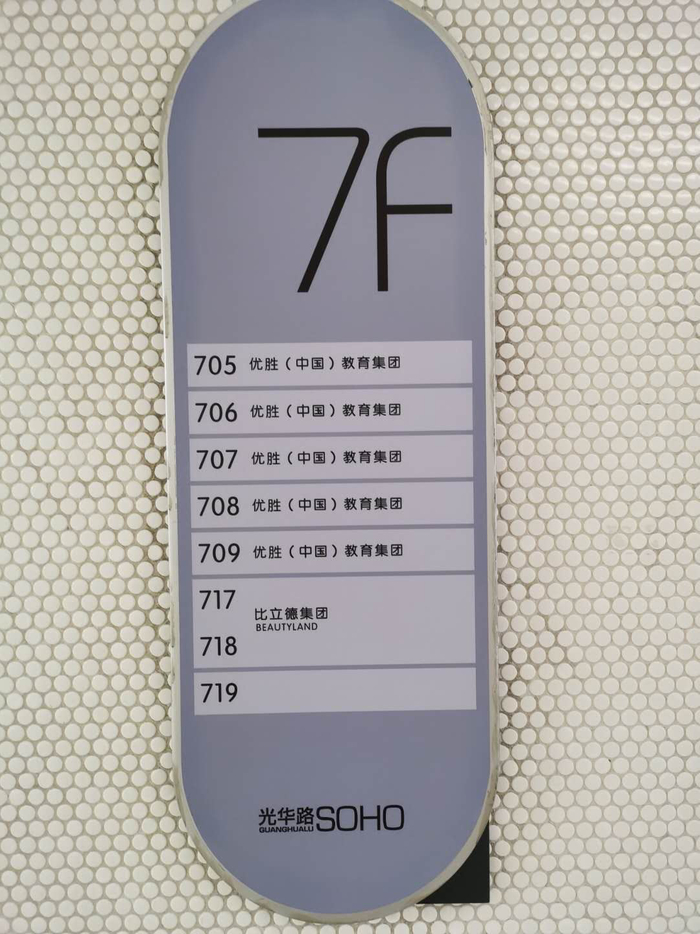 7F
705 优胜（中国）教育集团
706 优胜（中国）教育集团
707 优胜（中国）教育集团
708 优胜（中国）教育集团
709 优胜（中国）教育集团
717
比立德集团
BEAUTYLAND
718
719
光华路SOHO
GUANGHUALU